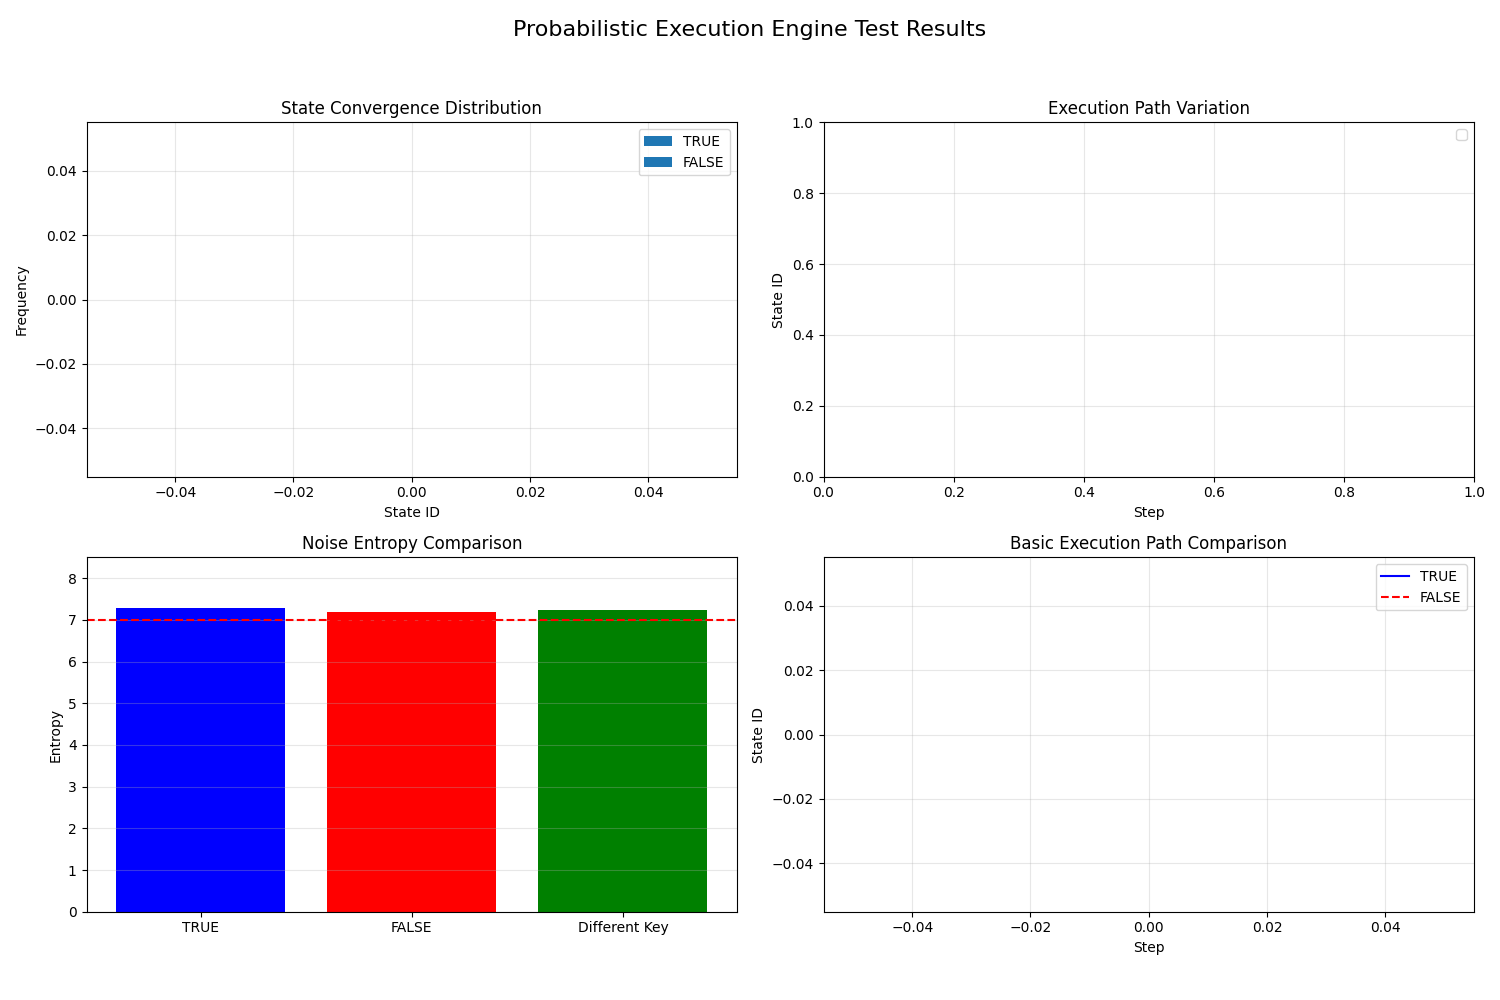 Probabilistic Execution Engine Test Results
State Convergence Distribution
TRUE
FALSE
0.04
0.02
0.00
−0.02
−0.04
Frequency
−0.04 −0.02 0.00 0.02 0.04
State ID
Execution Path Variation
1.0
0.8
0.6
0.4
0.2
0.0
State ID
0.0 0.2 0.4 0.6 0.8 1.0
Step
Noise Entropy Comparison
8
7
6
5
4
3
2
1
0
Entropy
TRUE FALSE Different Key
Basic Execution Path Comparison
TRUE
FALSE
0.04
0.02
0.00
−0.02
−0.04
State ID
−0.04 −0.02 0.00 0.02 0.04
Step